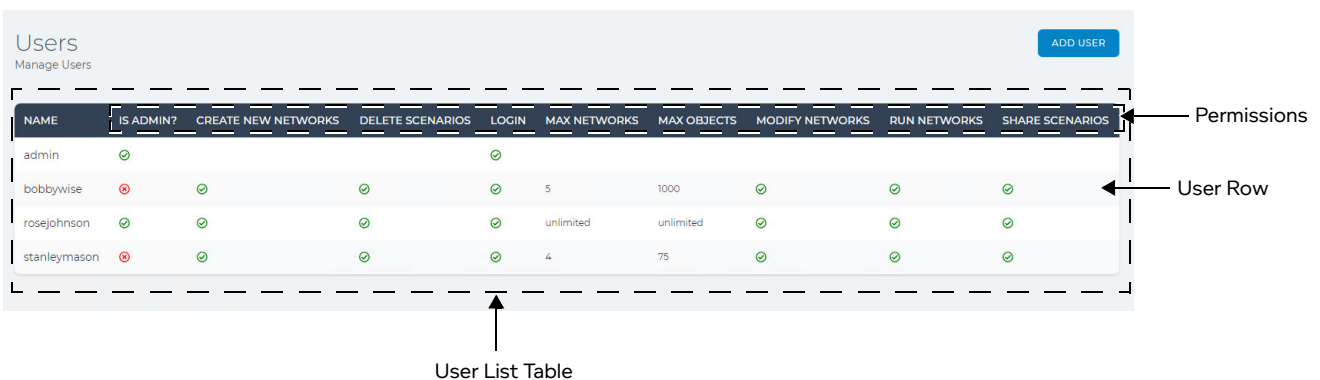 Users
Manage Users
ADD USER
NAME IS ADMIN? CREATE NEW NETWORKS DELETE SCENARIOS LOGIN MAX NETWORKS MAX OBJECTS MODIFY NETWORKS RUN NETWORKS SHARE SCENARIOS
Permissions
admin
bobbywise 5 1000
User Row
rosejohnson unlimited unlimited
stanleymason 4 75
User List Table